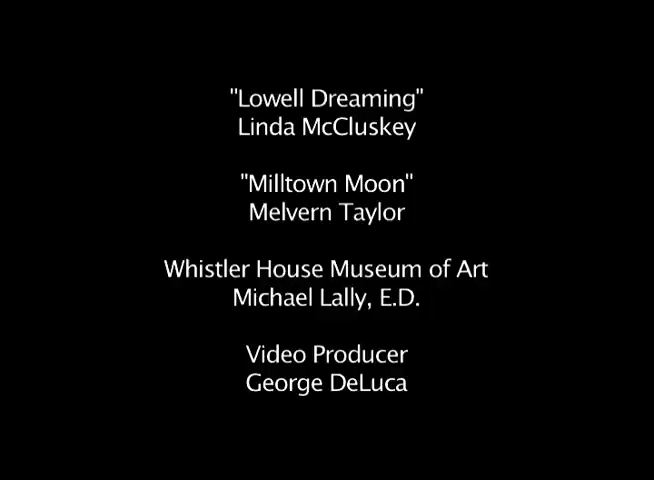 "Lowell Dreaming"
Linda McCluskey
"Milltown Moon"
Melvern Taylor
Whistler House Museum of Art
Michael Lally, E.D.
Video Producer
George DeLuca